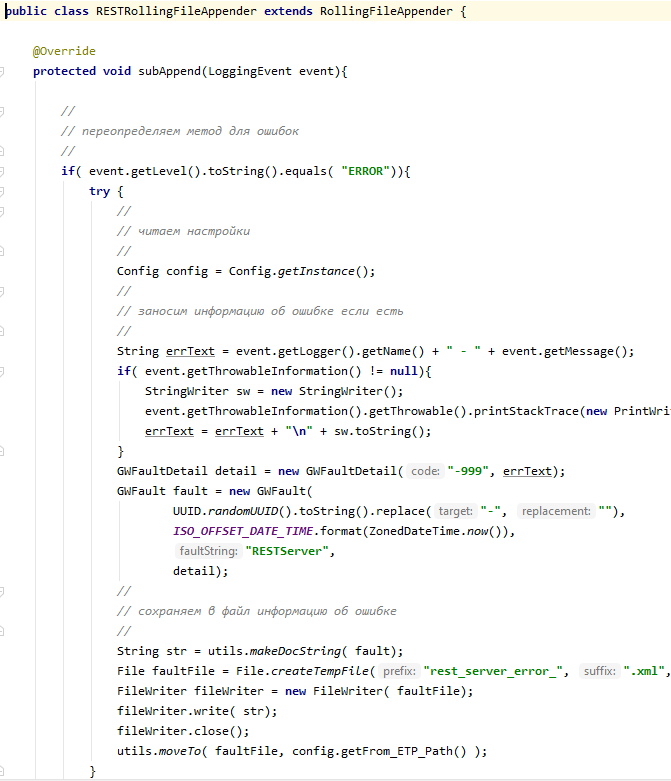 public class RESTRollingFileAppender extends RollingFileAppender {
@Override
protected void subAppend(LoggingEvent event){
//
// переопределяем метод для ошибок
//
if( event.getLevel().toString().equals( "ERROR")){
try {
//
// читаем настройки
//
Config config = Config.getInstance();
//
// заносим информацию об ошибке если есть
//
String errText = event.getLogger().getName() + " - " + event.getMessage();
if( event.getThrowableInformation() != null){
StringWriter sw = new StringWriter();
event.getThrowableInformation().getThrowable().printStackTrace(new PrintWri
errText = errText + "\n" + sw.toString();
}
GWFaultDetail detail = new GWFaultDetail( code: "-999", errText);
GWFault fault = new GWFault(
UUID.randomUUID().toString().replace( target: "-", replacement: ""),
ISO_OFFSET_DATE_TIME.format(ZonedDateTime.now()),
faultString: "RESTServer",
detail);
//
// сохраняем в файл информацию об ошибке
//
String str = utils.makeDocString( fault);
File faultFile = File.createTempFile( prefix: "rest_server_error_", suffix: ".xml",
FileWriter fileWriter = new FileWriter( faultFile);
fileWriter.write( str);
fileWriter.close();
utils.moveTo( faultFile, config.getFrom_ETP_Path() );
}